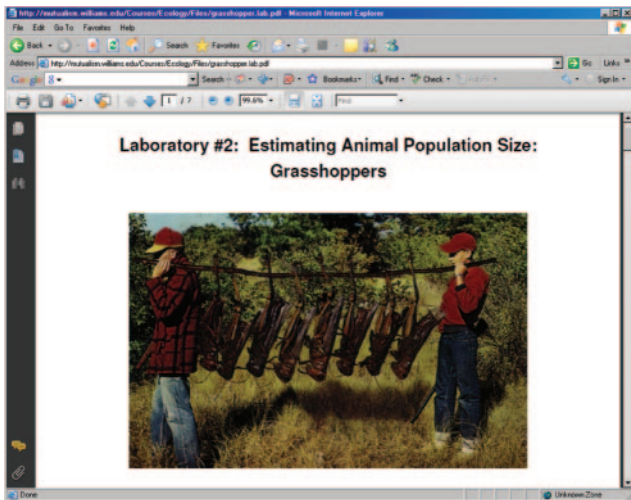 http://mutualism.williams.edu/Courses/Ecology/Files/grasshopper.lab.pdf - Microsoft Internet Explorer
File Edit Go To Favorites Help
Back Search Favorites
Address http://mutualism.williams.edu/Courses/Ecology/Files/grasshopper.lab.pdf Go Links »
Google Search Bookmarks Find Check Sign In
1 / 7 99.6% Find
Laboratory #2: Estimating Animal Population Size:
Grasshoppers
Done Unknown Zone